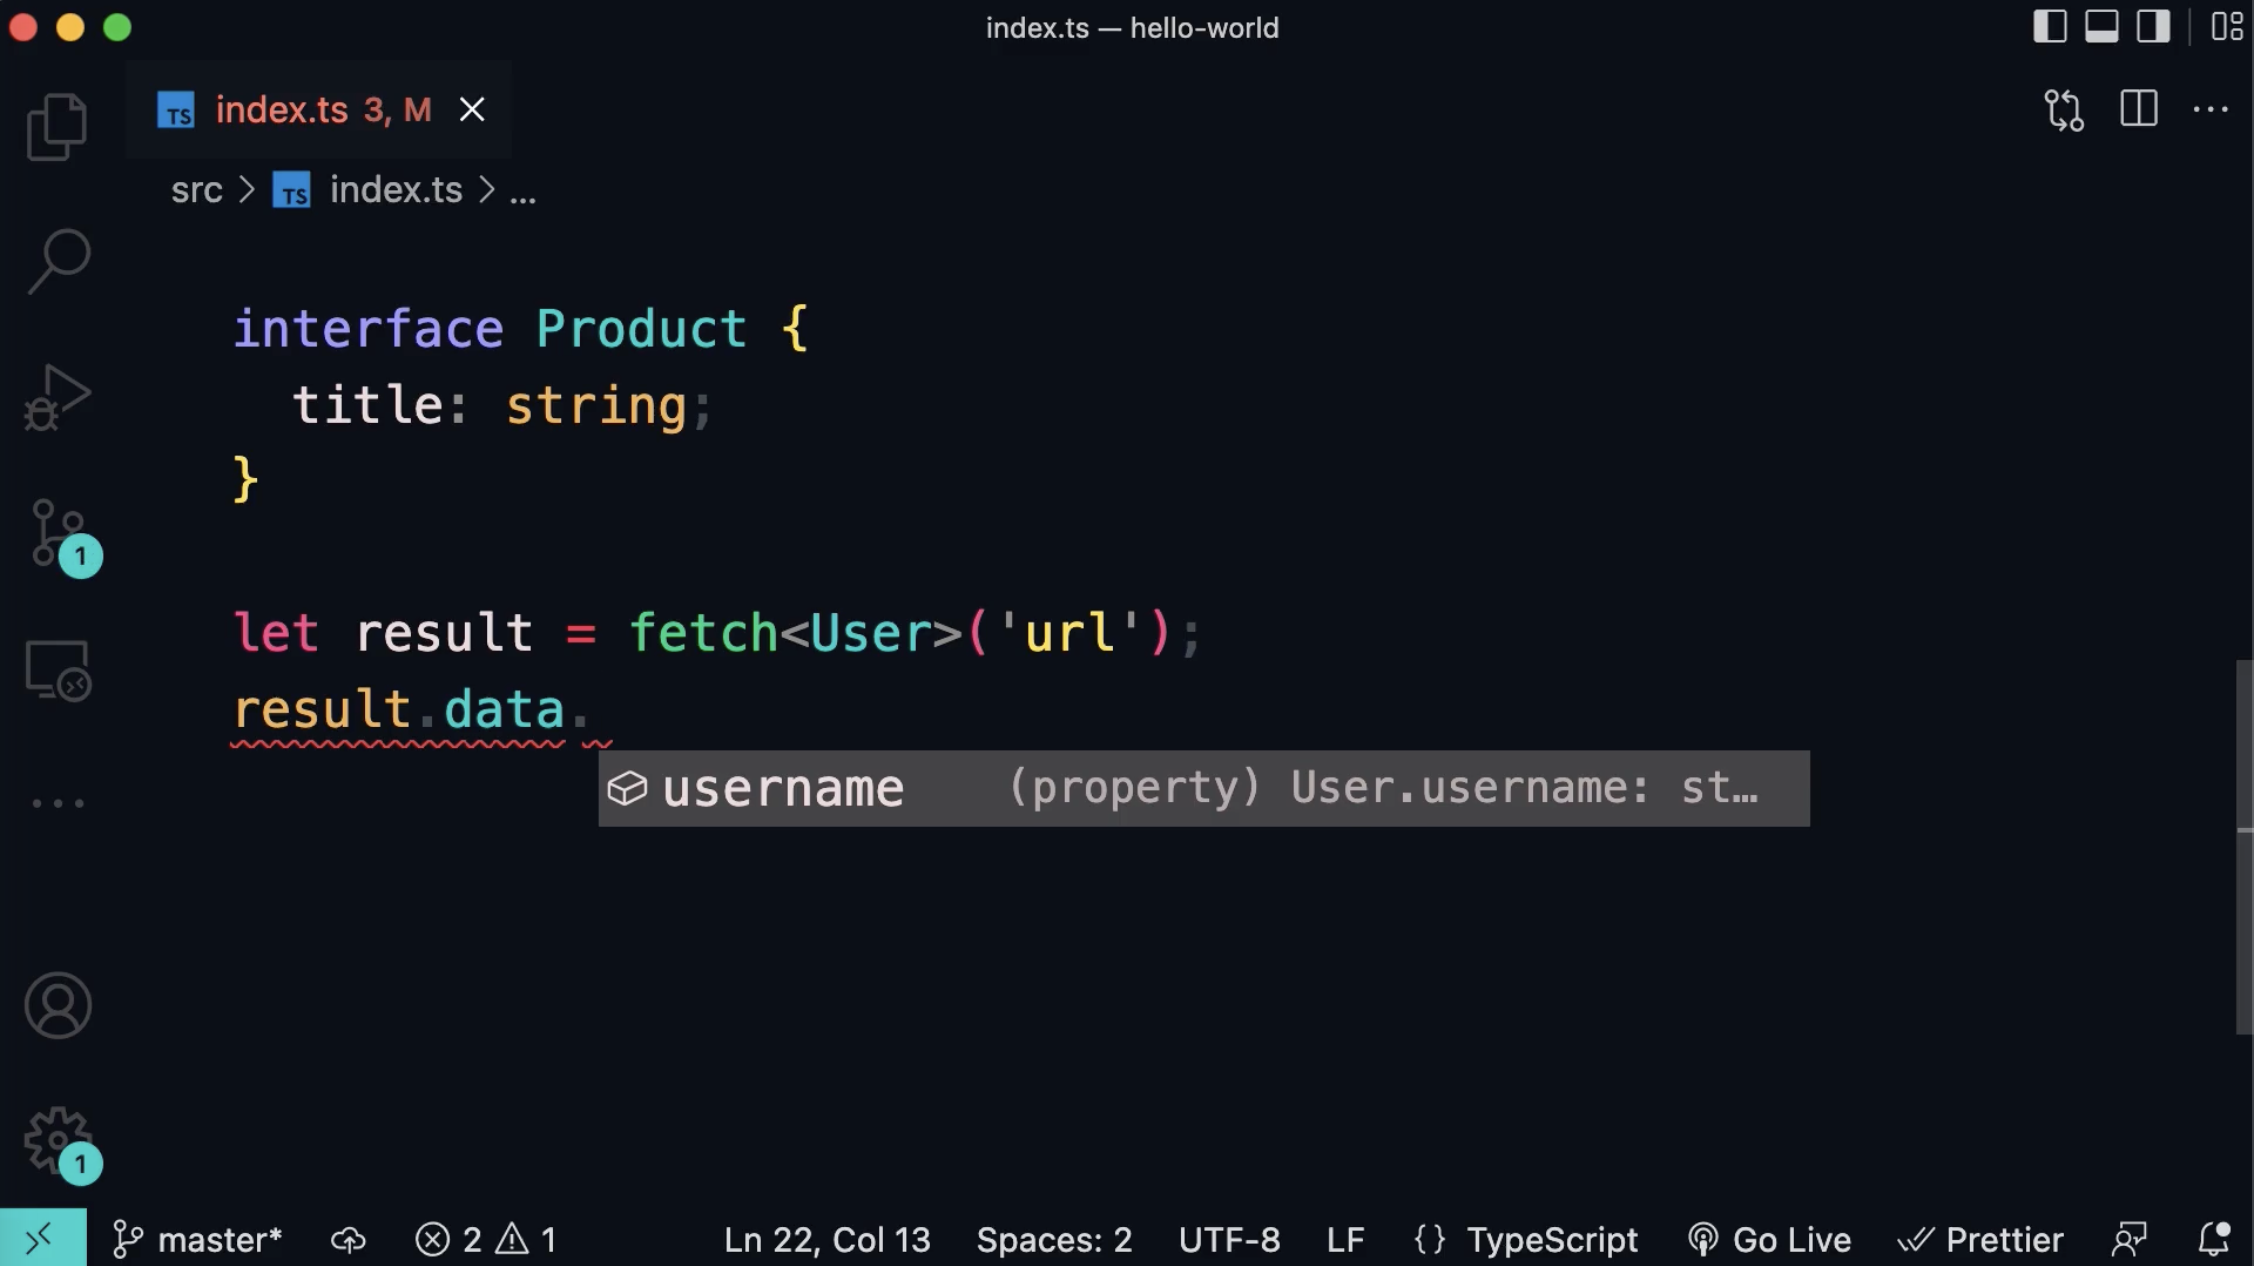 index.ts — hello-world
TS index.ts 3, M
src > TS index.ts > ...
interface Product {
title: string;
}
let result = fetch<User>('url');
result.data.
username (property) User.username: st…
1
1
master* 2 1 Ln 22, Col 13 Spaces: 2 UTF-8 LF {} TypeScript Go Live Prettier